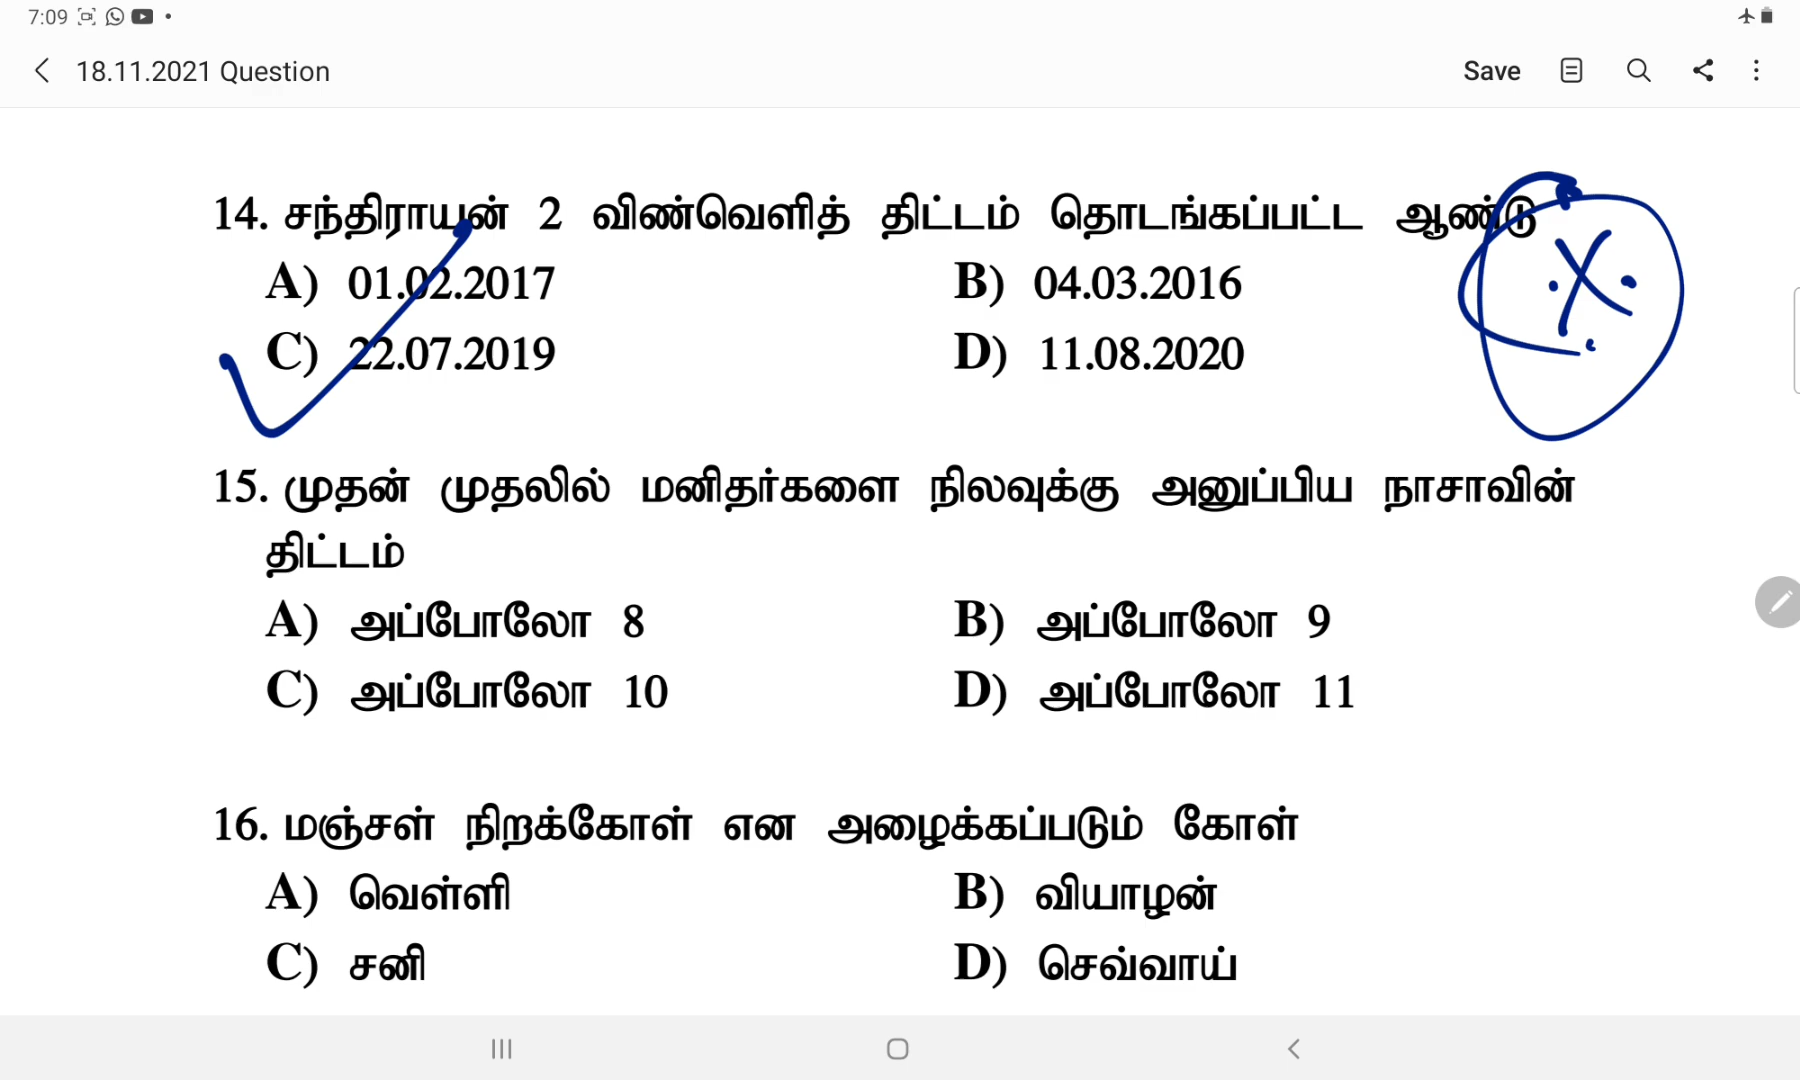 7:09
18.11.2021 Question
Save
14. சந்திராயன் 2 விண்வெளித் திட்டம் தொடங்கப்பட்ட ஆண்டு
A) 01.02.2017 B) 04.03.2016
C) 22.07.2019 D) 11.08.2020
15. முதன் முதலில் மனிதர்களை நிலவுக்கு அனுப்பிய நாசாவின்
திட்டம்
A) அப்போலோ 8 B) அப்போலோ 9
C) அப்போலோ 10 D) அப்போலோ 11
16. மஞ்சள் நிறக்கோள் என அழைக்கப்படும் கோள்
A) வெள்ளி B) வியாழன்
C) சனி D) செவ்வாய்